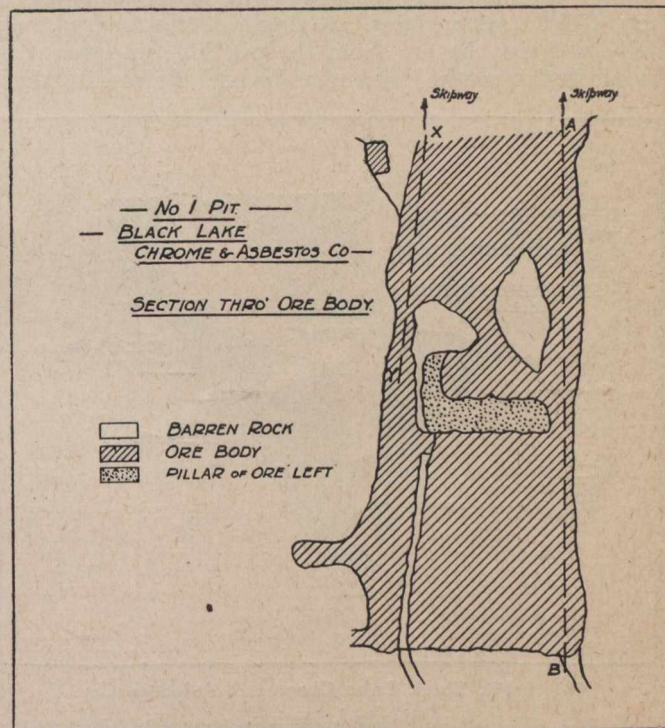 Skipway
Skipway
X
A
No 1 PIT.
BLACK LAKE
CHROME & ASBESTOS Co
SECTION THRO' ORE BODY.
BARREN ROCK
ORE BODY
PILLAR OF ORE LEFT
B